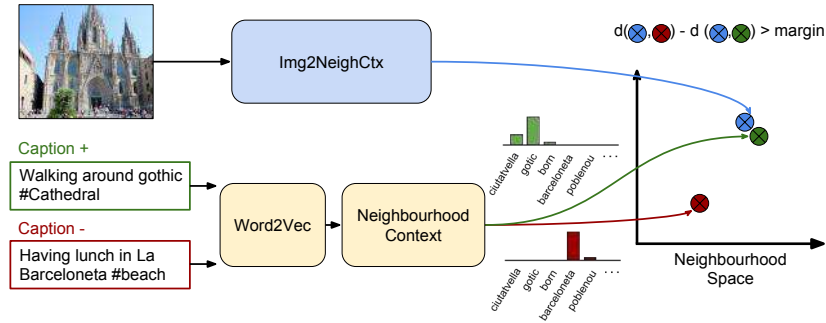 d( , ) - d ( , ) > margin
Img2NeighCtx
Caption +
Walking around gothic
#Cathedral
Caption -
Having lunch in La
Barceloneta #beach
Word2Vec
Neighbourhood
Context
ciutatvella
gotic
born
barceloneta
poblenou
...
ciutatvella
gotic
born
barceloneta
poblenou
...
Neighbourhood
Space